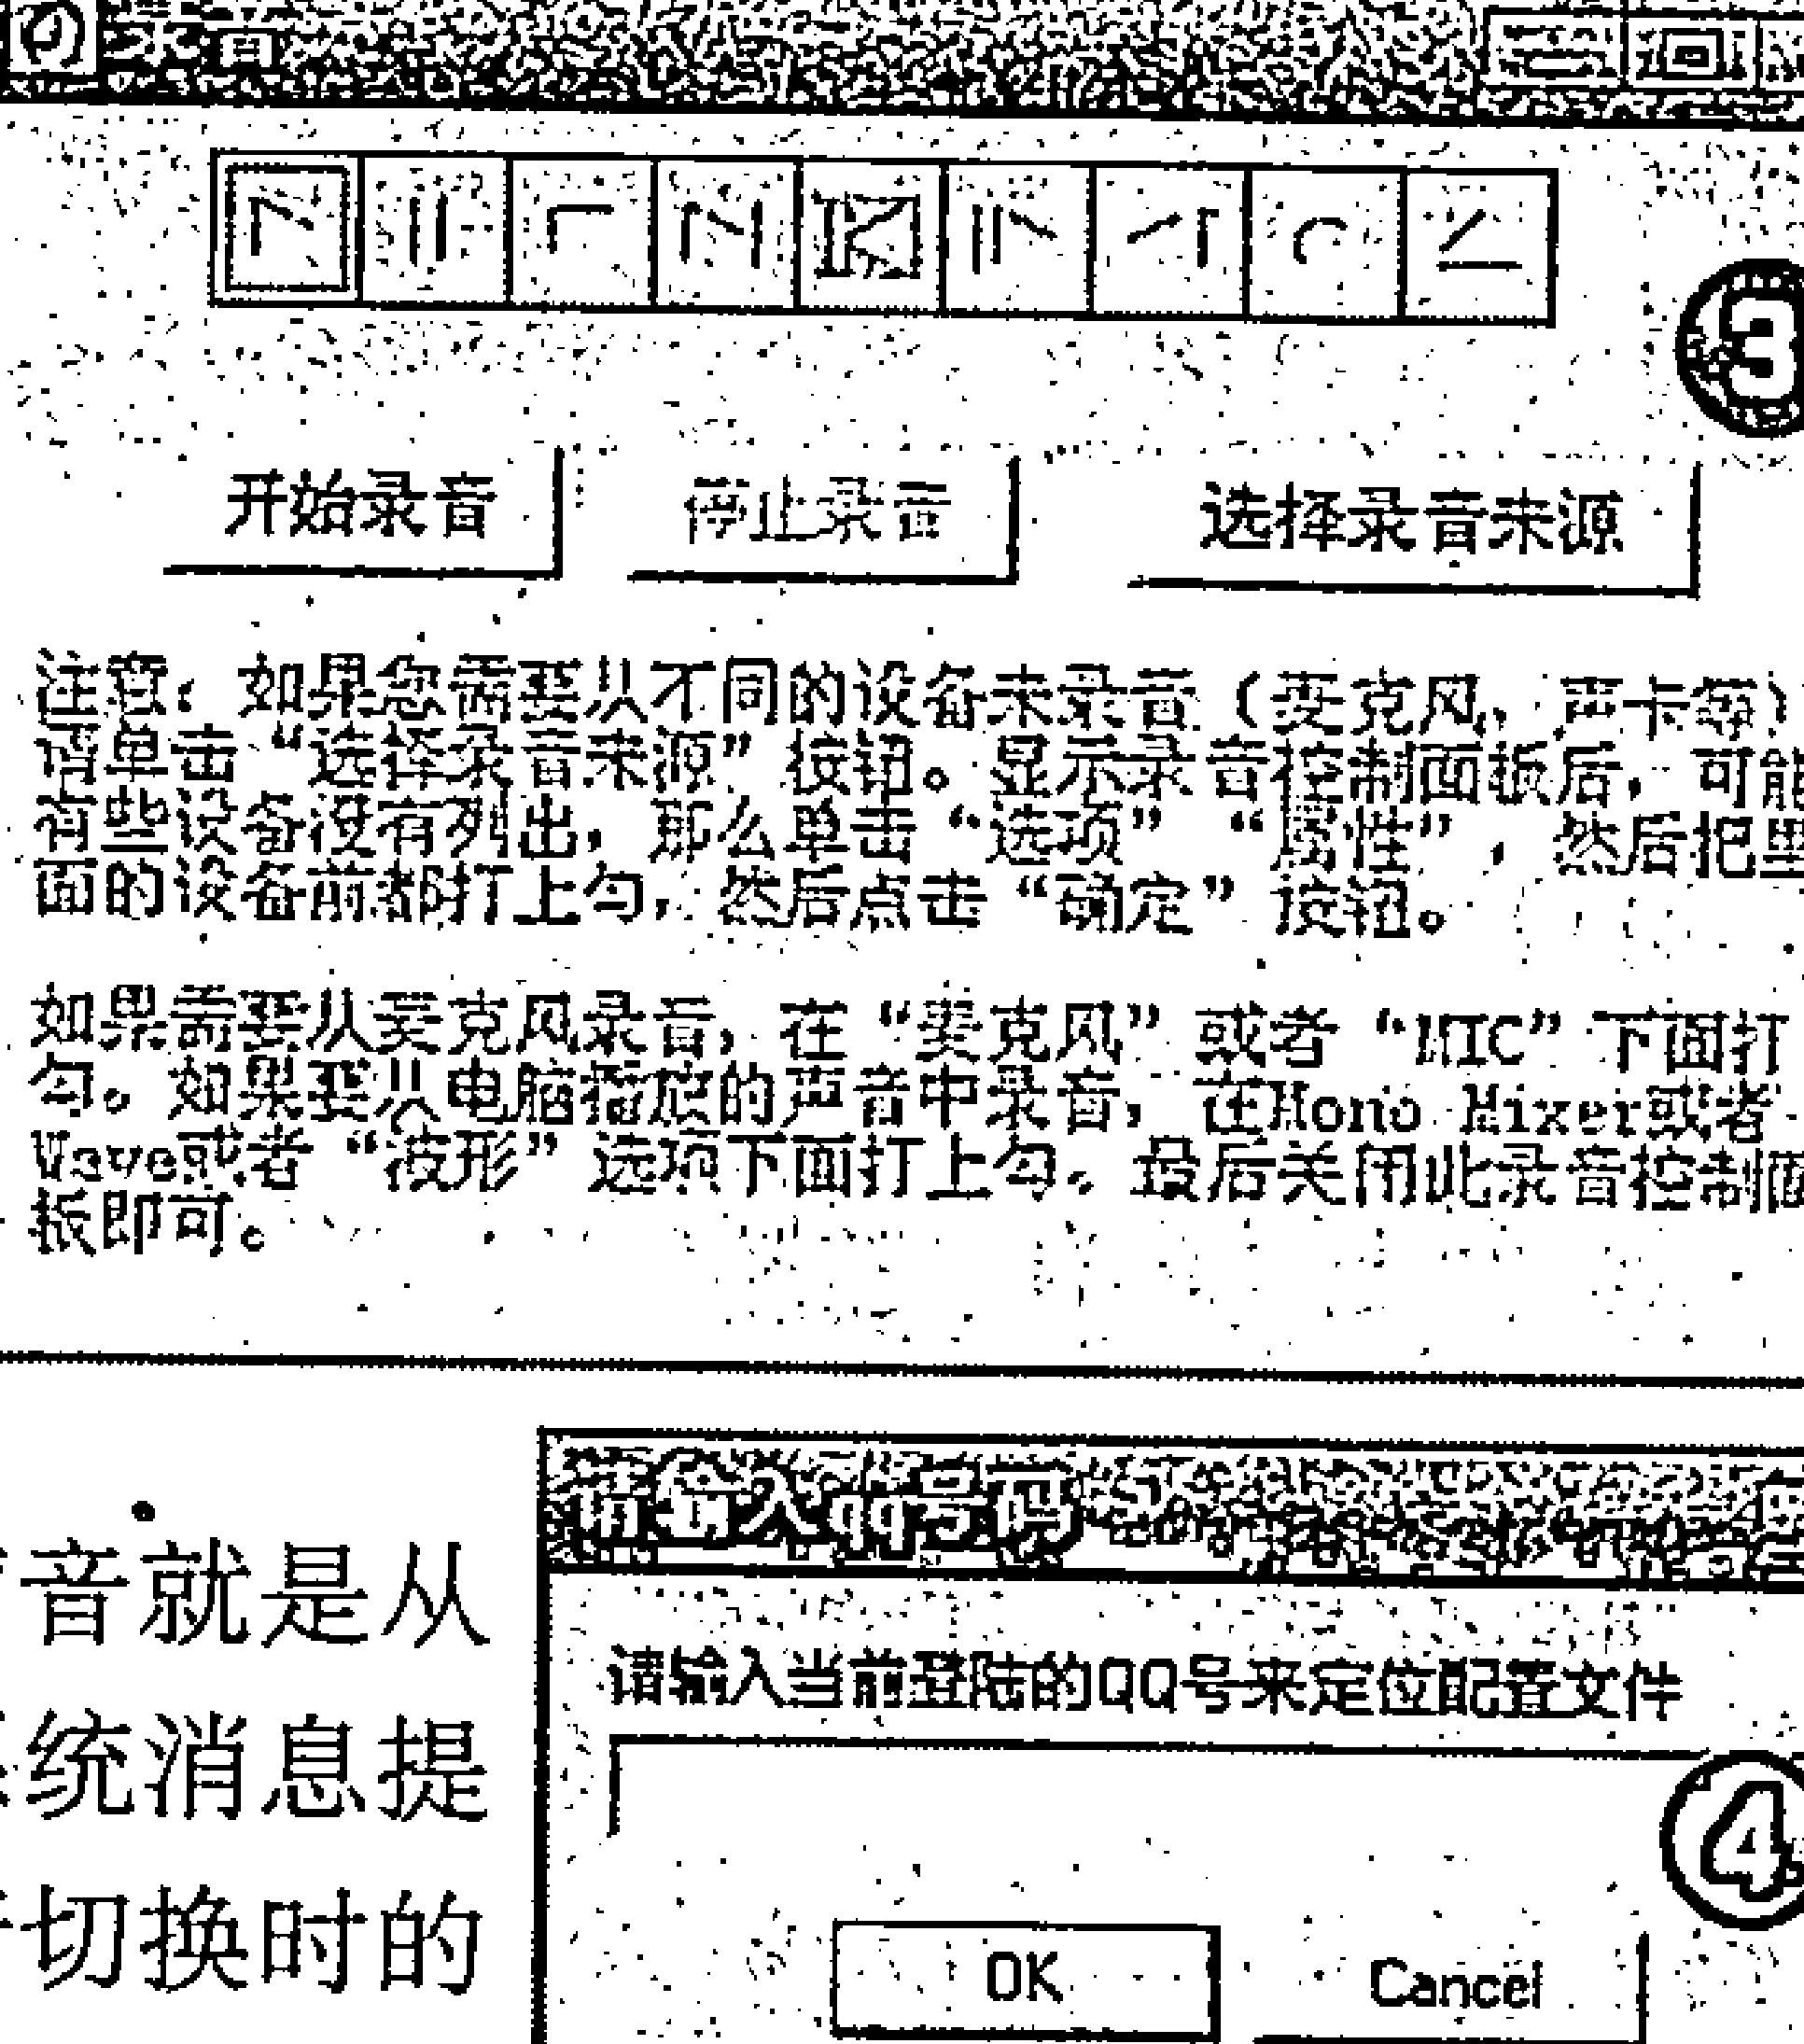 录音
③
开始录音 停止录音 选择录音来源
注意：如果您需要从不同的设备来录音（麦克风，声卡等）
请单击“选择录音来源”按钮。显示录音控制面板后，可能
有些设备没有列出，那么单击“选项”“属性”，然后把里
面的设备前都打上勾，然后点击“确定”按钮。
如果需要从麦克风录音，在“麦克风”或者“MIC”下面打
勾。如果要从电脑播放的声音中录音，在Mono Mixer或者
Wave或者“波形”选项下面打上勾。最后关闭此录音控制面
板即可。
音就是从
统消息提
切换时的
请输入qq号码
请输入当前登陆的QQ号来定位配置文件
④
OK Cancel